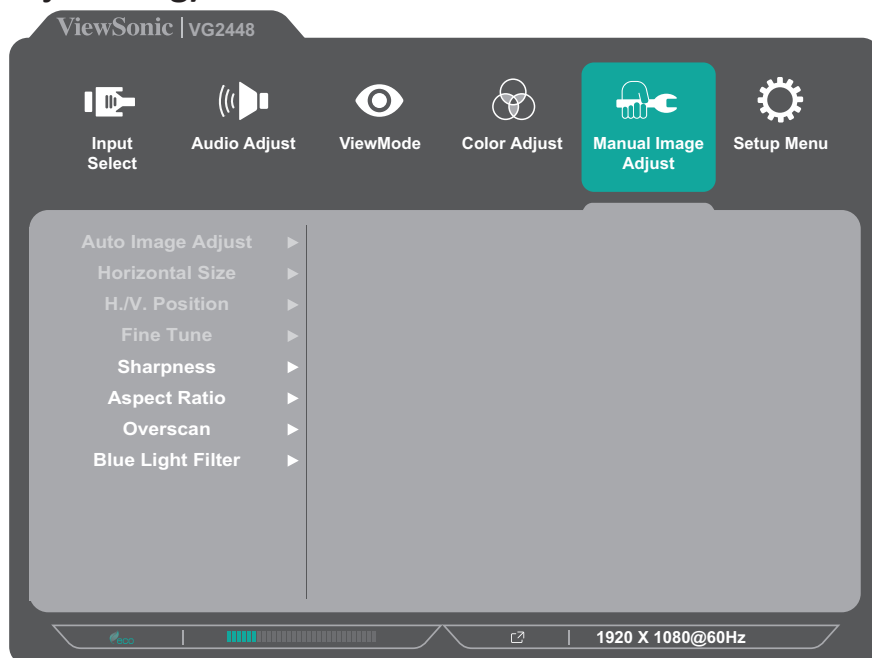 ViewSonic | VG2448
Input Select
Audio Adjust
ViewMode
Color Adjust
Manual Image Adjust
Setup Menu
Auto Image Adjust
Horizontal Size
H./V. Position
Fine Tune
Sharpness
Aspect Ratio
Overscan
Blue Light Filter
eco
1920 X 1080@60Hz